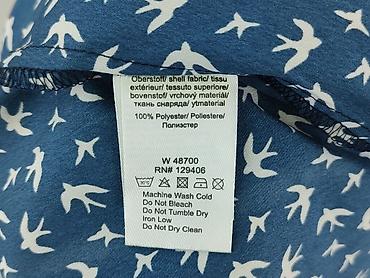 Oberstoff/ shell fabric/ tissu
extérieur/ tessuto superiore/
bovenstof/ vrchový materiál/
ткань снаряда/ ytmaterial
100% Polyester/ Poliestere/
Полиэстер
W 48700
RN# 129406
Machine Wash Cold
Do Not Bleach
Do Not Tumble Dry
Iron Low
Do Not Dry Clean